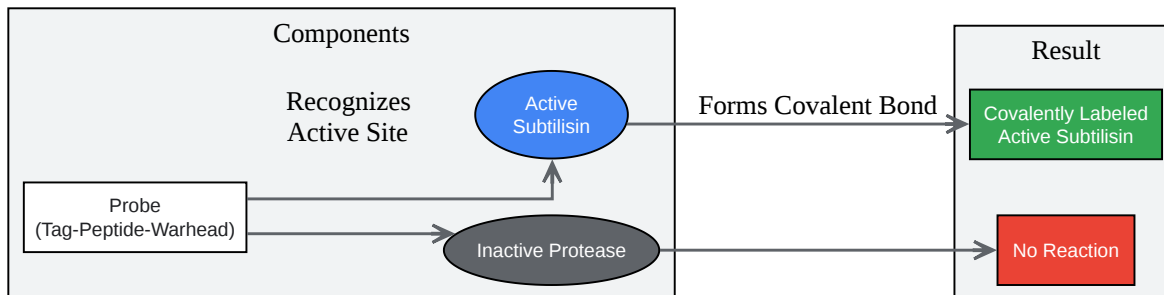 Components
Recognizes
Active Site
Active
Subtilisin
Probe
(Tag-Peptide-Warhead)
Inactive Protease
Forms Covalent Bond
Result
Covalently Labeled
Active Subtilisin
No Reaction